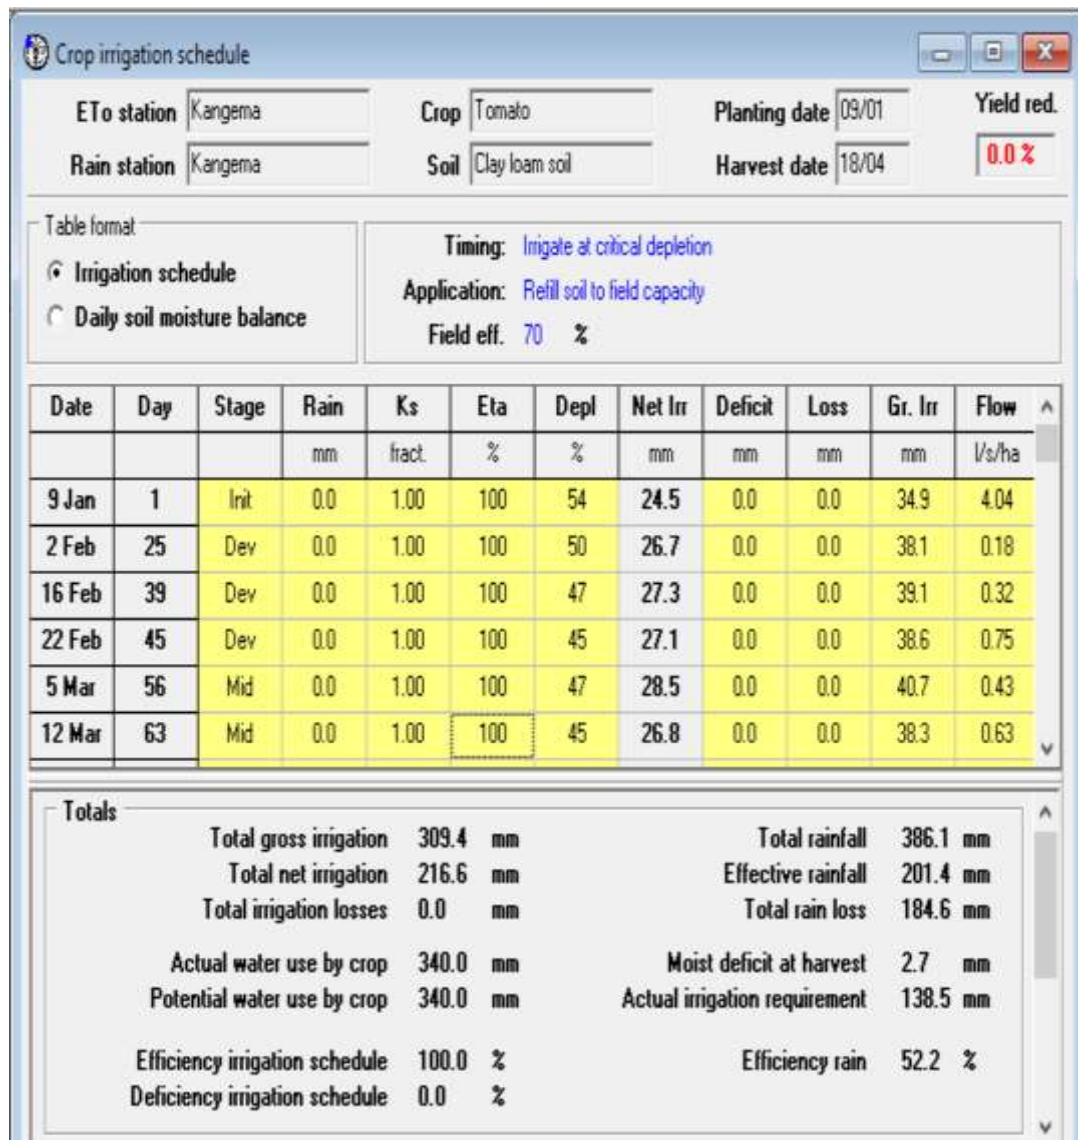 Crop irrigation schedule
ETo station Kangema Crop Tomato Planting date 09/01 Yield red.
Rain station Kangema Soil Clay loam soil Harvest date 18/04 0.0 %
Table format
Irrigation schedule
Daily soil moisture balance
Timing: Irrigate at critical depletion
Application: Refill soil to field capacity
Field eff. 70 %
Date Day Stage Rain Ks Eta Depl Net Irr Deficit Loss Gr. Irr Flow
mm fract. % % mm mm mm mm l/s/ha
9 Jan 1 Init 0.0 1.00 100 54 24.5 0.0 0.0 34.9 4.04
2 Feb 25 Dev 0.0 1.00 100 50 26.7 0.0 0.0 38.1 0.18
16 Feb 39 Dev 0.0 1.00 100 47 27.3 0.0 0.0 39.1 0.32
22 Feb 45 Dev 0.0 1.00 100 45 27.1 0.0 0.0 38.6 0.75
5 Mar 56 Mid 0.0 1.00 100 47 28.5 0.0 0.0 40.7 0.43
12 Mar 63 Mid 0.0 1.00 100 45 26.8 0.0 0.0 38.3 0.63
Totals
Total gross irrigation 309.4 mm Total rainfall 386.1 mm
Total net irrigation 216.6 mm Effective rainfall 201.4 mm
Total irrigation losses 0.0 mm Total rain loss 184.6 mm
Actual water use by crop 340.0 mm Moist deficit at harvest 2.7 mm
Potential water use by crop 340.0 mm Actual irrigation requirement 138.5 mm
Efficiency irrigation schedule 100.0 % Efficiency rain 52.2 %
Deficiency irrigation schedule 0.0 %